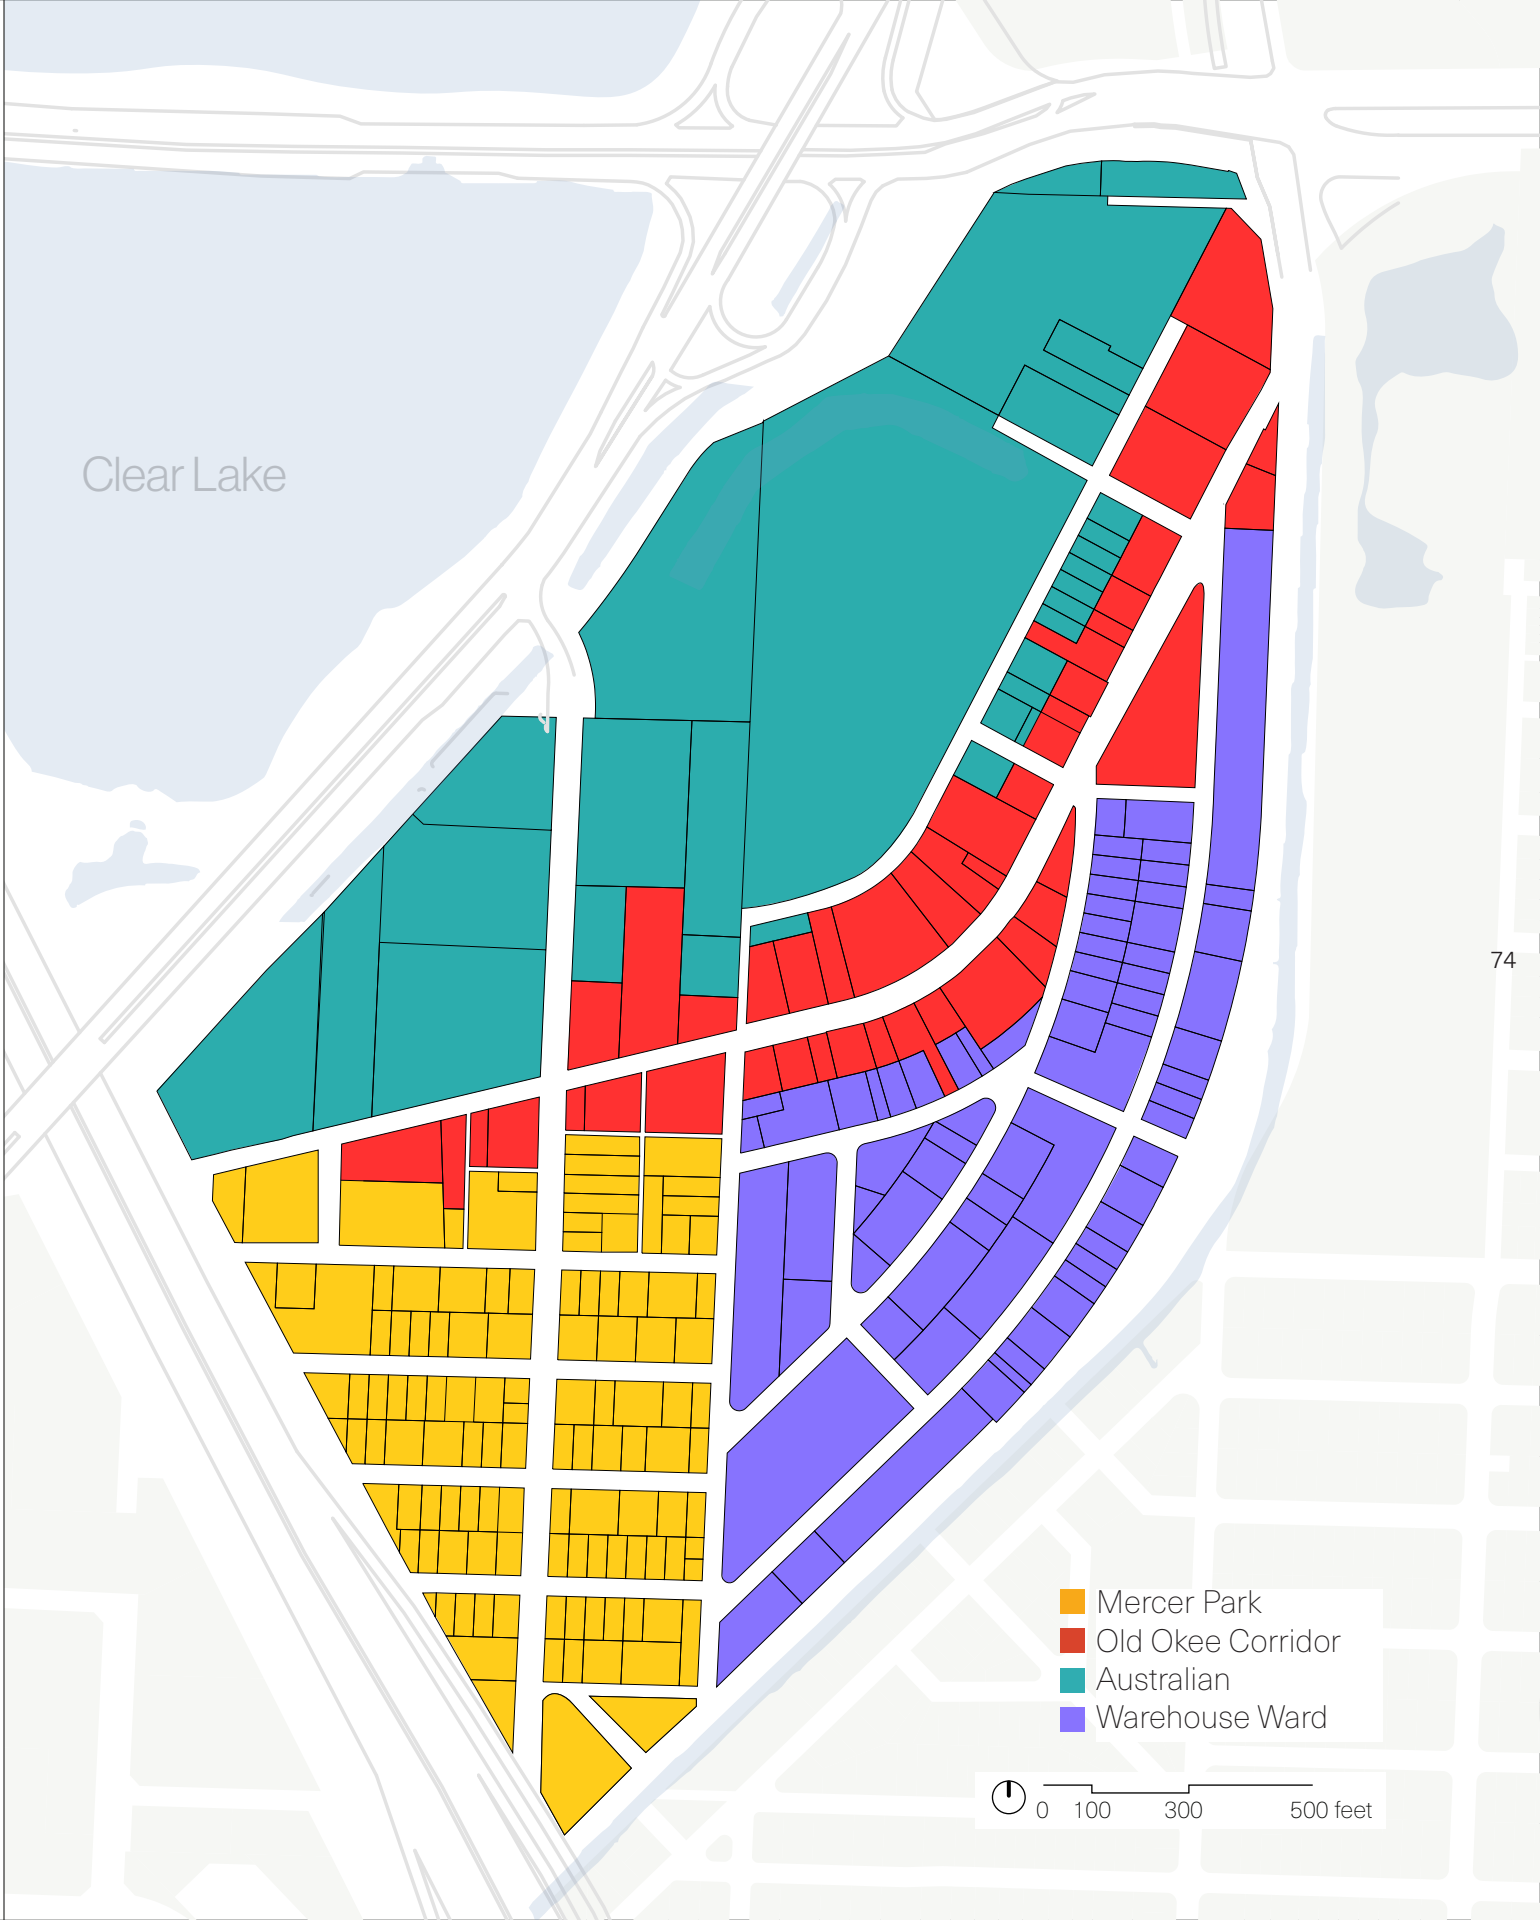 Clear Lake
74
Mercer Park
Old Okee Corridor
Australian
Warehouse Ward
0 100 300 500 feet